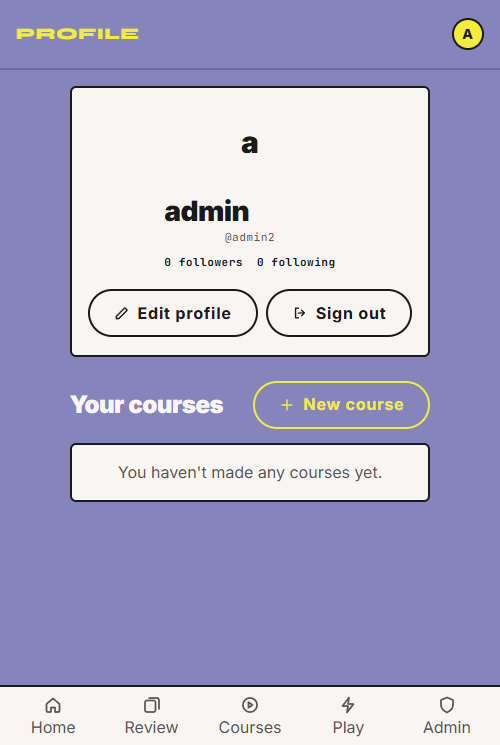 PROFILE
A
a
admin
@admin2
0 followers 0 following
Edit profile
Sign out
Your courses
+ New course
You haven't made any courses yet.
Home
Review
Courses
Play
Admin